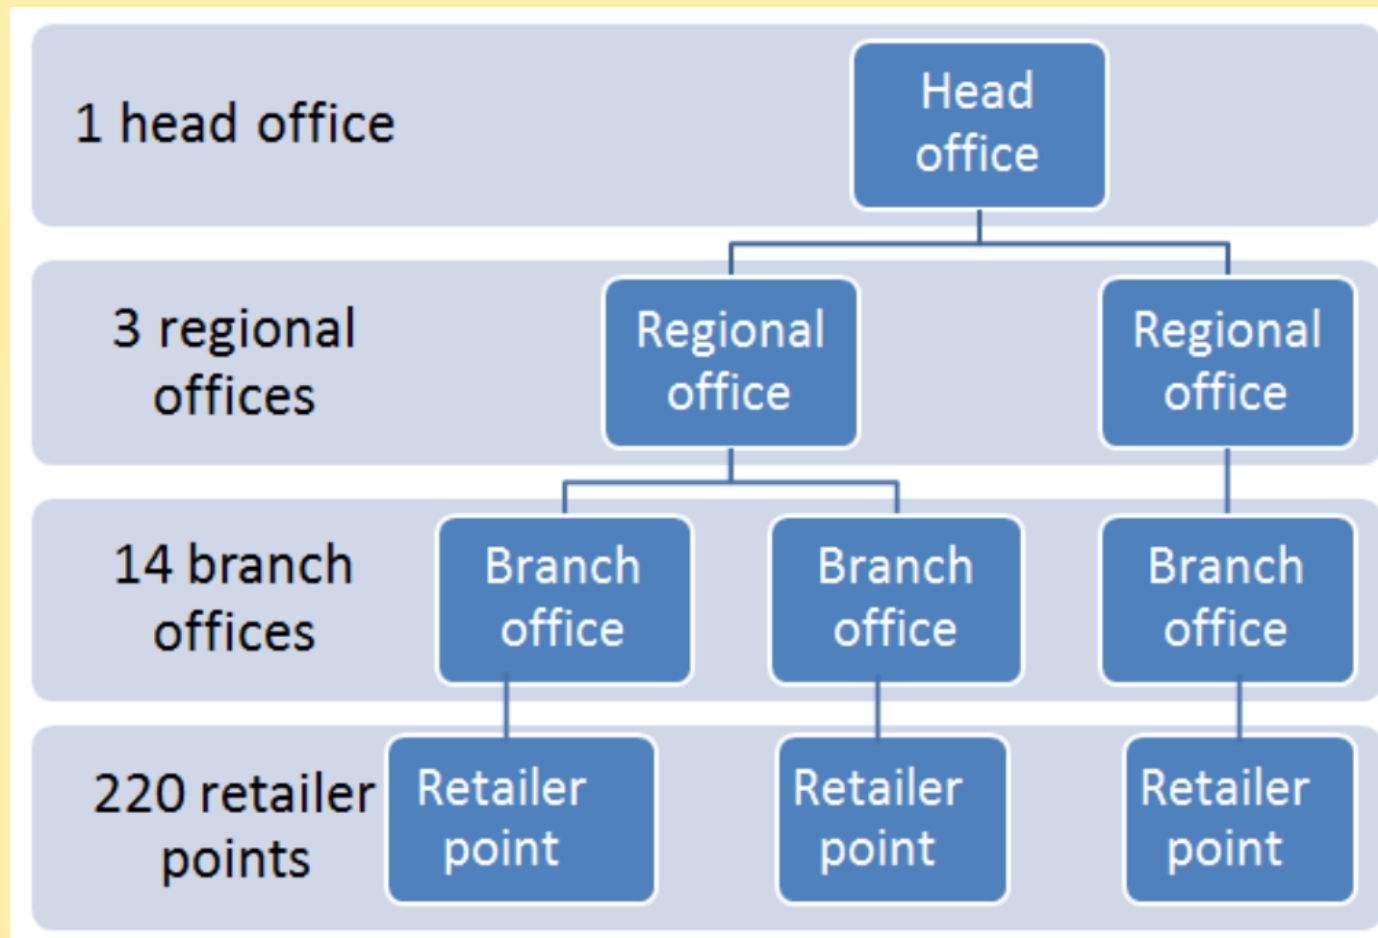 1 head office
Head
office
3 regional
offices
Regional
office
Regional
office
14 branch
offices
Branch
office
Branch
office
Branch
office
220 retailer
points
Retailer
point
Retailer
point
Retailer
point